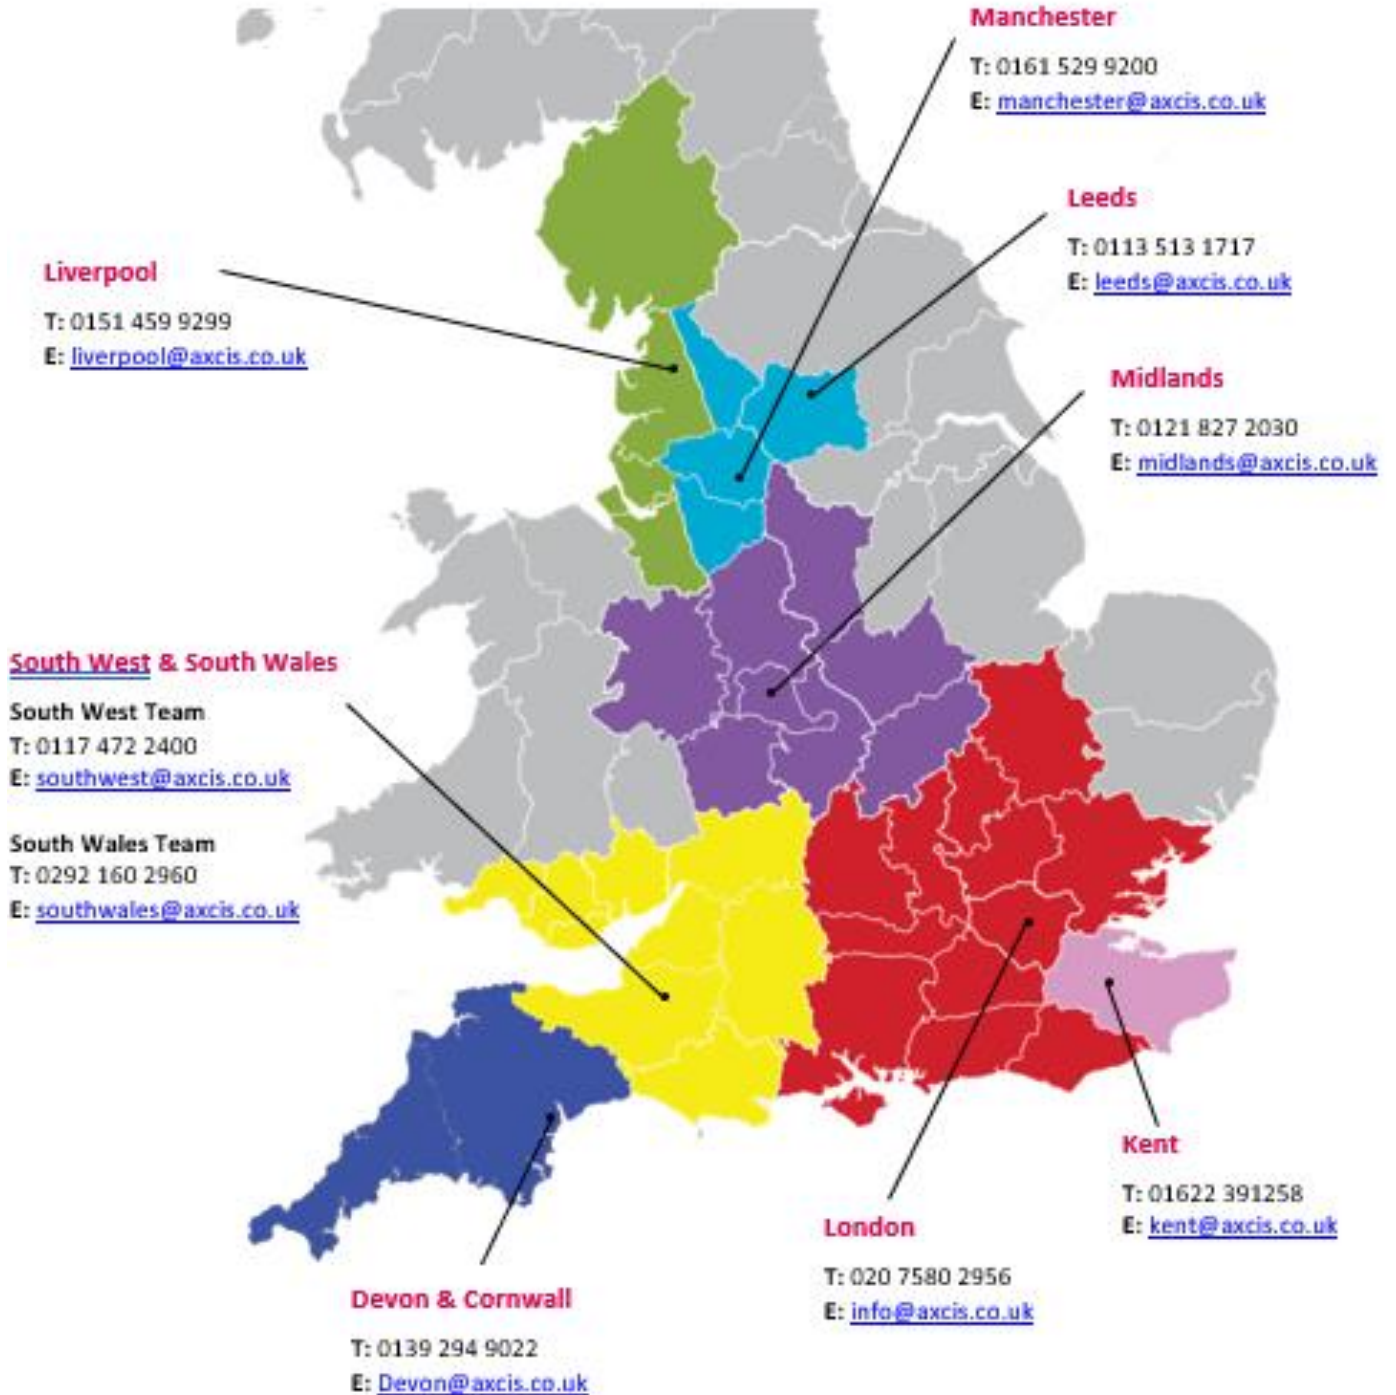 Manchester
T: 0161 529 9200
E: manchester@axcis.co.uk
Leeds
T: 0113 513 1717
E: leeds@axcis.co.uk
Liverpool
T: 0151 459 9299
E: liverpool@axcis.co.uk
Midlands
T: 0121 827 2030
E: midlands@axcis.co.uk
South West & South Wales
South West Team
T: 0117 472 2400
E: southwest@axcis.co.uk
South Wales Team
T: 0292 160 2960
E: southwales@axcis.co.uk
Kent
T: 01622 391258
E: kent@axcis.co.uk
London
T: 020 7580 2956
E: info@axcis.co.uk
Devon & Cornwall
T: 0139 294 9022
E: Devon@axcis.co.uk